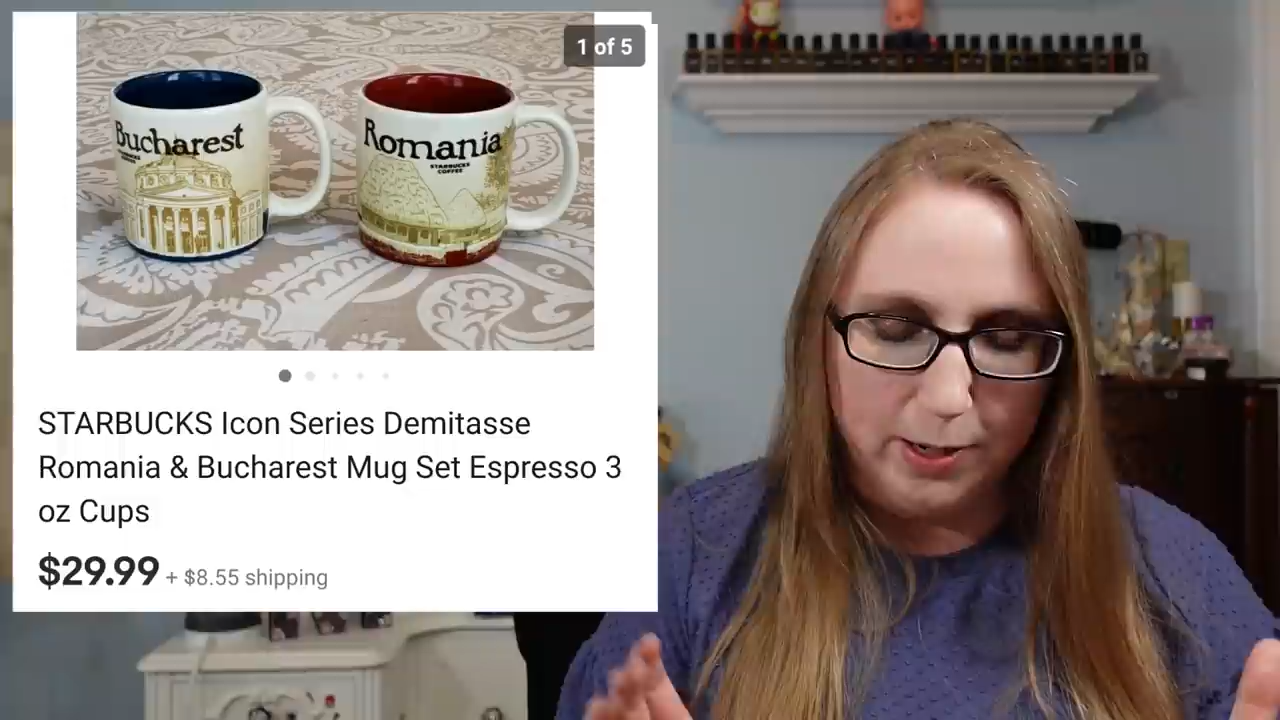 1 of 5
Bucharest
Romania
STARBUCKS
COFFEE
STARBUCKS Icon Series Demitasse
Romania & Bucharest Mug Set Espresso 3
oz Cups
$29.99 + $8.55 shipping